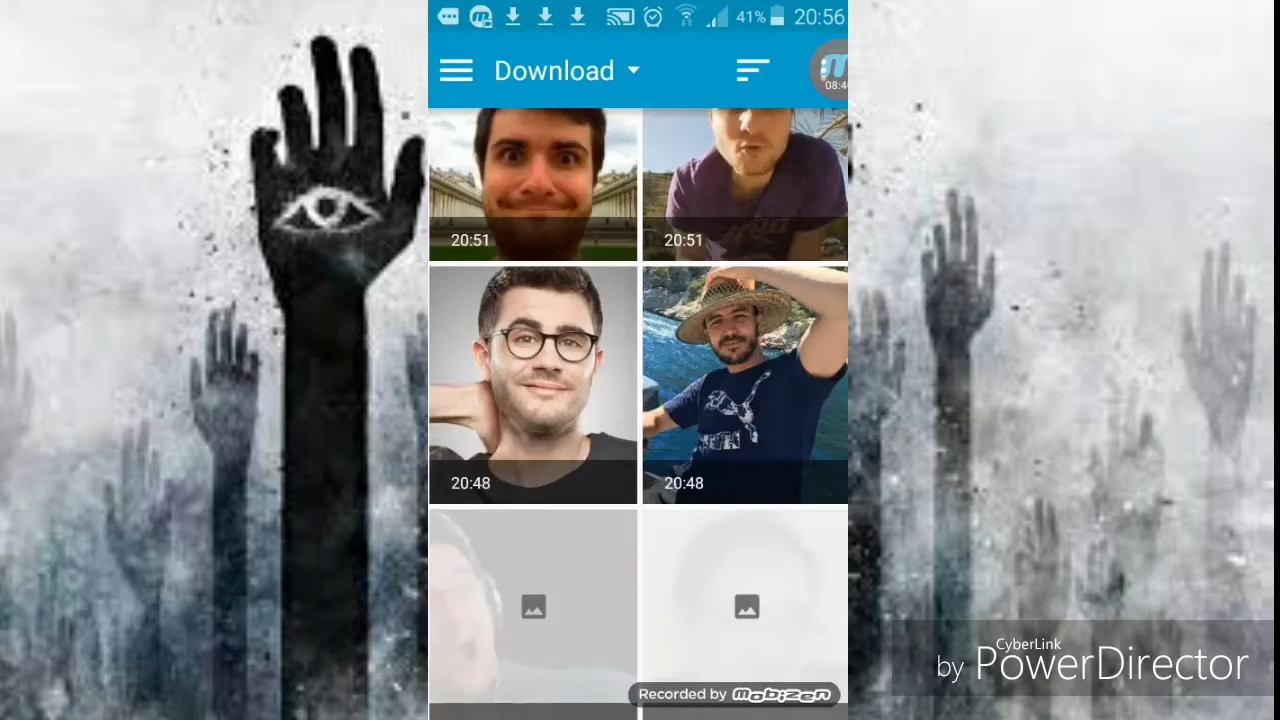 41% 20:56
Download
08:4
20:51
20:51
20:48
20:48
CyberLink
by PowerDirector
Recorded by mobizen